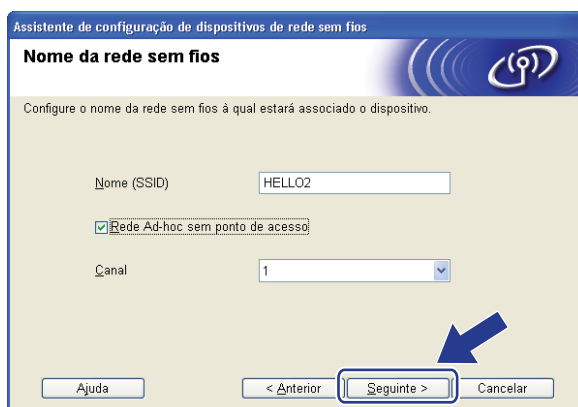 Assistente de configuração de dispositivos de rede sem fios
Nome da rede sem fios
Configure o nome da rede sem fios à qual estará associado o dispositivo.
Nome (SSID) HELLO2
Rede Ad-hoc sem ponto de acesso
Canal 1
Ajuda < Anterior Seguinte > Cancelar